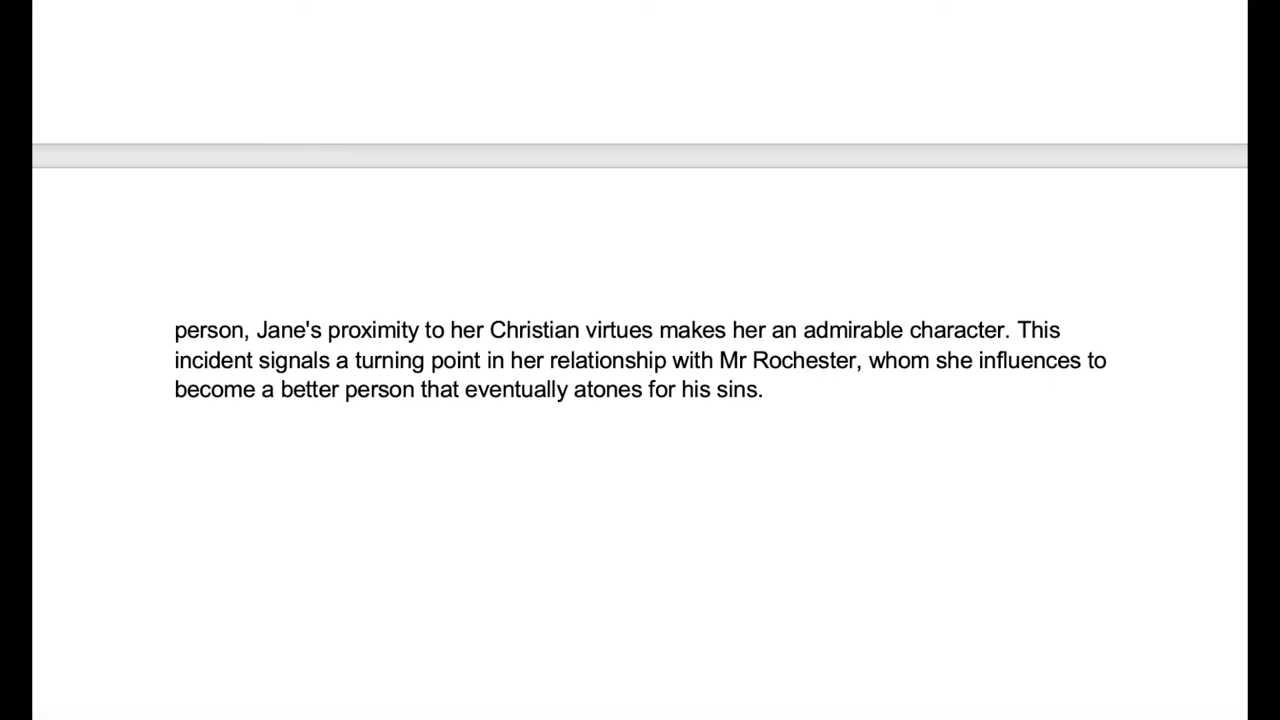 person, Jane's proximity to her Christian virtues makes her an admirable character. This
incident signals a turning point in her relationship with Mr Rochester, whom she influences to
become a better person that eventually atones for his sins.